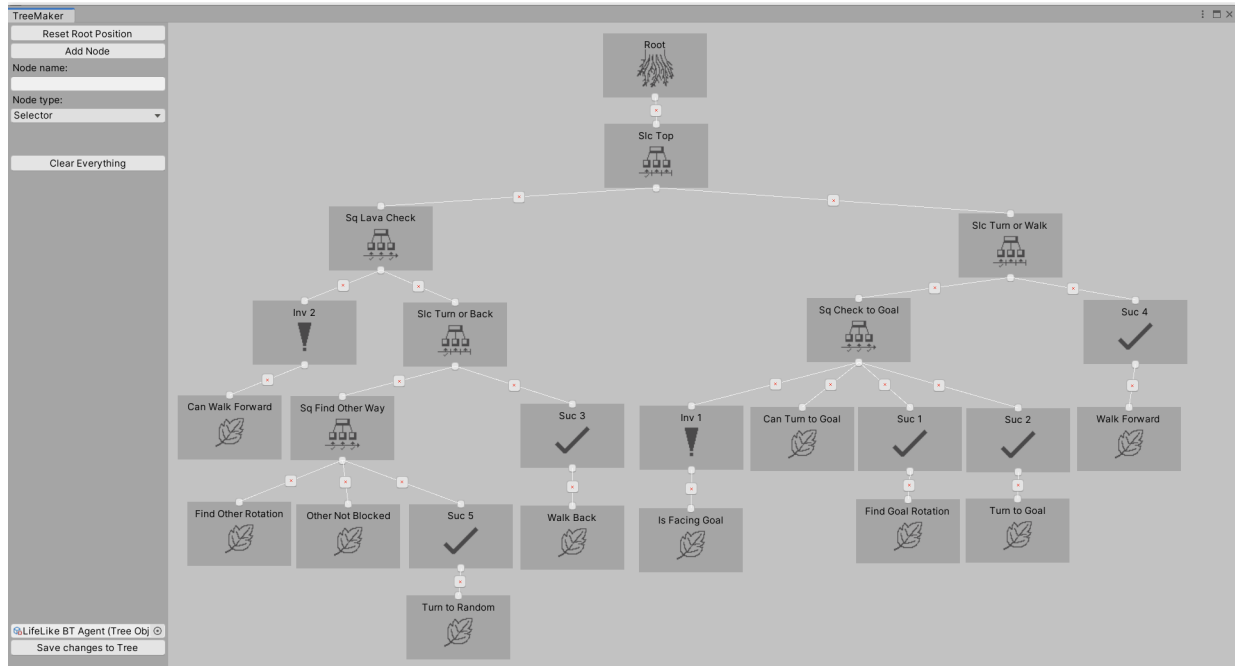 TreeMaker
Reset Root Position
Add Node
Node name:
Node type:
Selector
Clear Everything
LifeLike BT Agent (Tree Obj
Save changes to Tree
Root
Slc Top
Sq Lava Check
Slc Turn or Walk
Inv 2
Slc Turn or Back
Sq Check to Goal
Suc 4
Can Walk Forward
Sq Find Other Way
Suc 3
Inv 1
Can Turn to Goal
Suc 1
Suc 2
Walk Forward
Find Other Rotation
Other Not Blocked
Suc 5
Walk Back
Is Facing Goal
Find Goal Rotation
Turn to Goal
Turn to Random